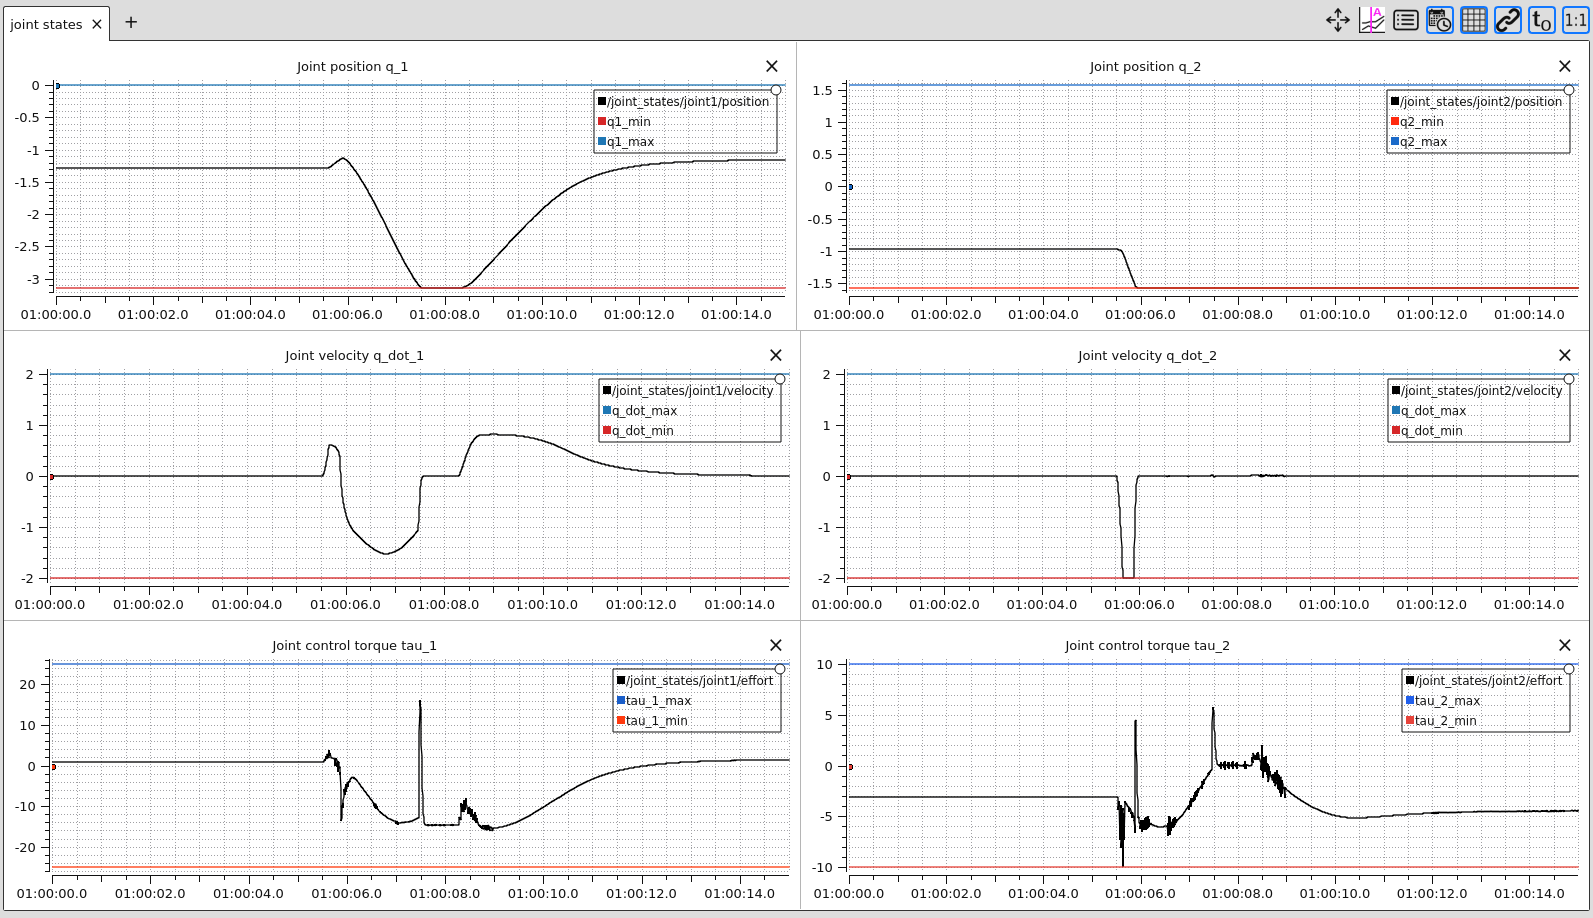 joint states × +
A t0 1:1
Joint position q_1
/joint_states/joint1/position
q1_min
q1_max
0
-0.5
-1
-1.5
-2
-2.5
-3
01:00:00.0 01:00:02.0 01:00:04.0 01:00:06.0 01:00:08.0 01:00:10.0 01:00:12.0 01:00:14.0
Joint position q_2
/joint_states/joint2/position
q2_min
q2_max
1.5
1
0.5
0
-0.5
-1
-1.5
01:00:00.0 01:00:02.0 01:00:04.0 01:00:06.0 01:00:08.0 01:00:10.0 01:00:12.0 01:00:14.0
Joint velocity q_dot_1
/joint_states/joint1/velocity
q_dot_max
q_dot_min
2
1
0
-1
-2
01:00:00.0 01:00:02.0 01:00:04.0 01:00:06.0 01:00:08.0 01:00:10.0 01:00:12.0 01:00:14.0
Joint velocity q_dot_2
/joint_states/joint2/velocity
q_dot_max
q_dot_min
2
1
0
-1
-2
01:00:00.0 01:00:02.0 01:00:04.0 01:00:06.0 01:00:08.0 01:00:10.0 01:00:12.0 01:00:14.0
Joint control torque tau_1
/joint_states/joint1/effort
tau_1_max
tau_1_min
20
10
0
-10
-20
01:00:00.0 01:00:02.0 01:00:04.0 01:00:06.0 01:00:08.0 01:00:10.0 01:00:12.0 01:00:14.0
Joint control torque tau_2
/joint_states/joint2/effort
tau_2_max
tau_2_min
10
5
0
-5
-10
01:00:00.0 01:00:02.0 01:00:04.0 01:00:06.0 01:00:08.0 01:00:10.0 01:00:12.0 01:00:14.0